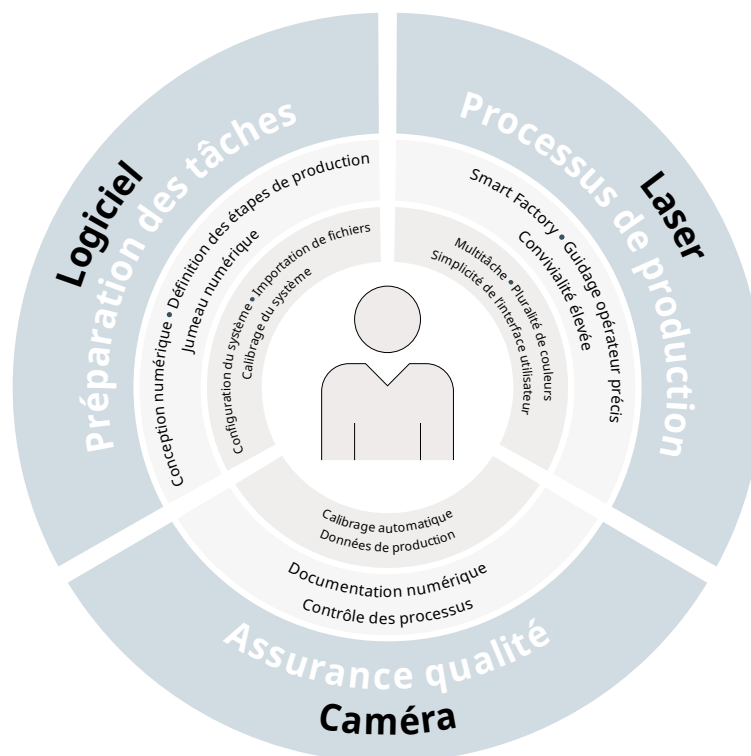 Logiciel
Préparation des tâches
Conception numérique • Définition des étapes de production
Jumeau numérique
Configuration du système • Importation de fichiers
Calibrage du système
Laser
Processus de production
Smart Factory • Guidage opérateur précis
Convivialité élevée
Multitâche • Pluralité de couleurs
Simplicité de l'interface utilisateur
Calibrage automatique
Données de production
Documentation numérique
Contrôle des processus
Assurance qualité
Caméra